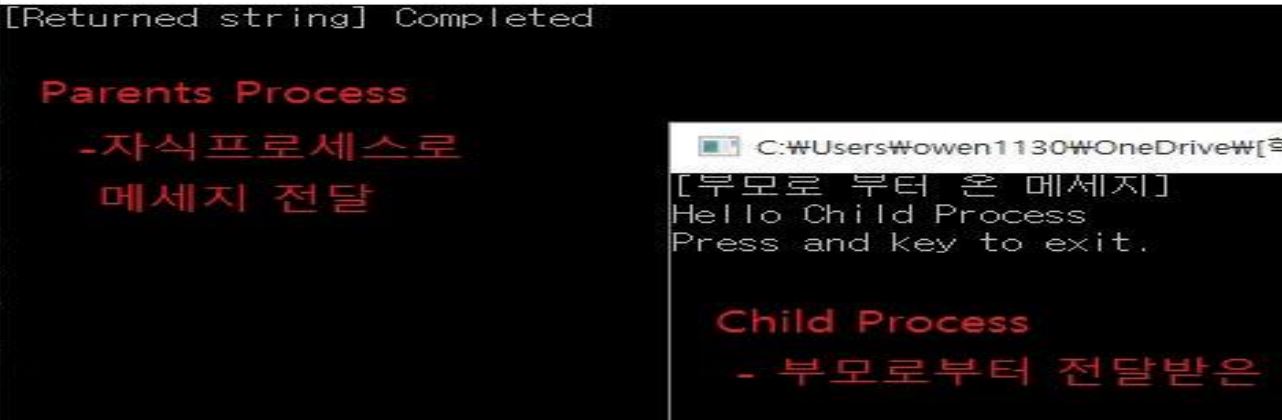 [Returned string] Completed
Parents Process
-자식프로세스로
메세지 전달
C:₩Users₩owen1130₩OneDrive₩[학
[부모로 부터 온 메세지]
Hello Child Process
Press and key to exit.
Child Process
- 부모로부터 전달받은